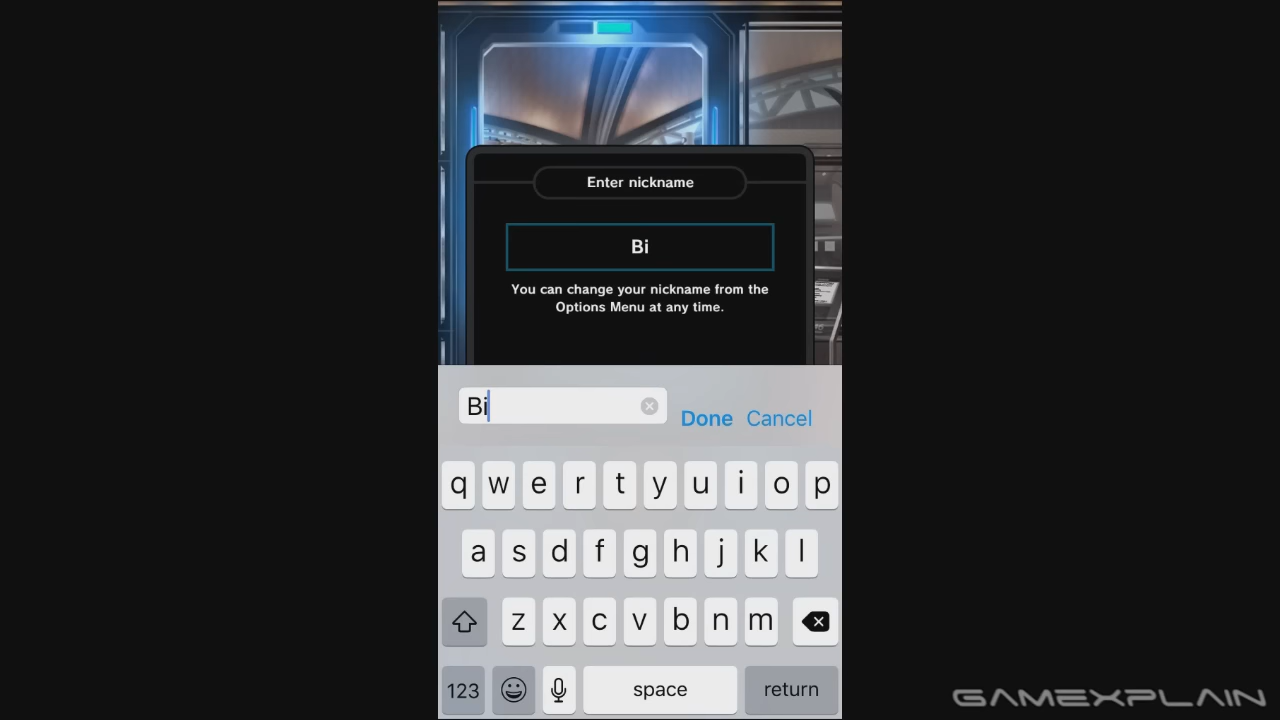 Enter nickname
Bi
You can change your nickname from the
Options Menu at any time.
Bi
Done Cancel
q w e r t y u i o p
a s d f g h j k l
z x c v b n m
123 space return
GAMEXPLAIN